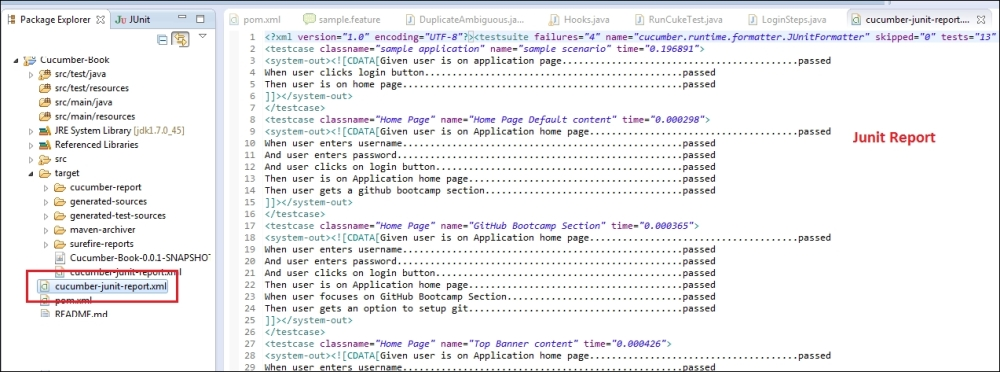 Package Explorer
JUnit
Cucumber-Book
src/test/java
src/test/resources
src/main/java
src/main/resources
JRE System Library [jdk1.7.0_45]
Referenced Libraries
src
target
cucumber-report
generated-sources
generated-test-sources
maven-archiver
surefire-reports
Cucumber-Book-0.0.1-SNAPSHO
cucumber-junit-report.xml
cucumber-junit-report.xml
pom.xml
README.md
pom.xml
sample.feature
DuplicateAmbiguous.ja...
Hooks.java
RunCukeTest.java
LoginSteps.java
cucumber-junit-report....
1 <?xml version="1.0" encoding="UTF-8"?><testsuite failures="4" name="cucumber.runtime.formatter.JUnitFormatter" skipped="0" tests="13"
2 <testcase classname="sample application" name="sample scenario" time="0.196891">
3 <system-out><![CDATA[Given user is on application page.....................................passed
4 When user clicks login button.............................................passed
5 Then user is on home page.................................................passed
6 ]]></system-out>
7 </testcase>
8 <testcase classname="Home Page" name="Home Page Default content" time="0.000298">
9 <system-out><![CDATA[Given user is on Application home page................................passed
10 When user enters username.................................................passed
11 And user enters password..................................................passed
12 And user clicks on login button...........................................passed
13 Then user is on Application home page.....................................passed
14 Then user gets a github bootcamp section..................................passed
15 ]]></system-out>
16 </testcase>
17 <testcase classname="Home Page" name="GitHub Bootcamp Section" time="0.000365">
18 <system-out><![CDATA[Given user is on Application home page................................passed
19 When user enters username.................................................passed
20 And user enters password..................................................passed
21 And user clicks on login button...........................................passed
22 Then user is on Application home page.....................................passed
23 When user focuses on GitHub Bootcamp Section..............................passed
24 Then user gets an option to setup git.....................................passed
25 ]]></system-out>
26 </testcase>
27 <testcase classname="Home Page" name="Top Banner content" time="0.000426">
28 <system-out><![CDATA[Given user is on Application home page................................passed
29 When user enters username.................................................passed
Junit Report